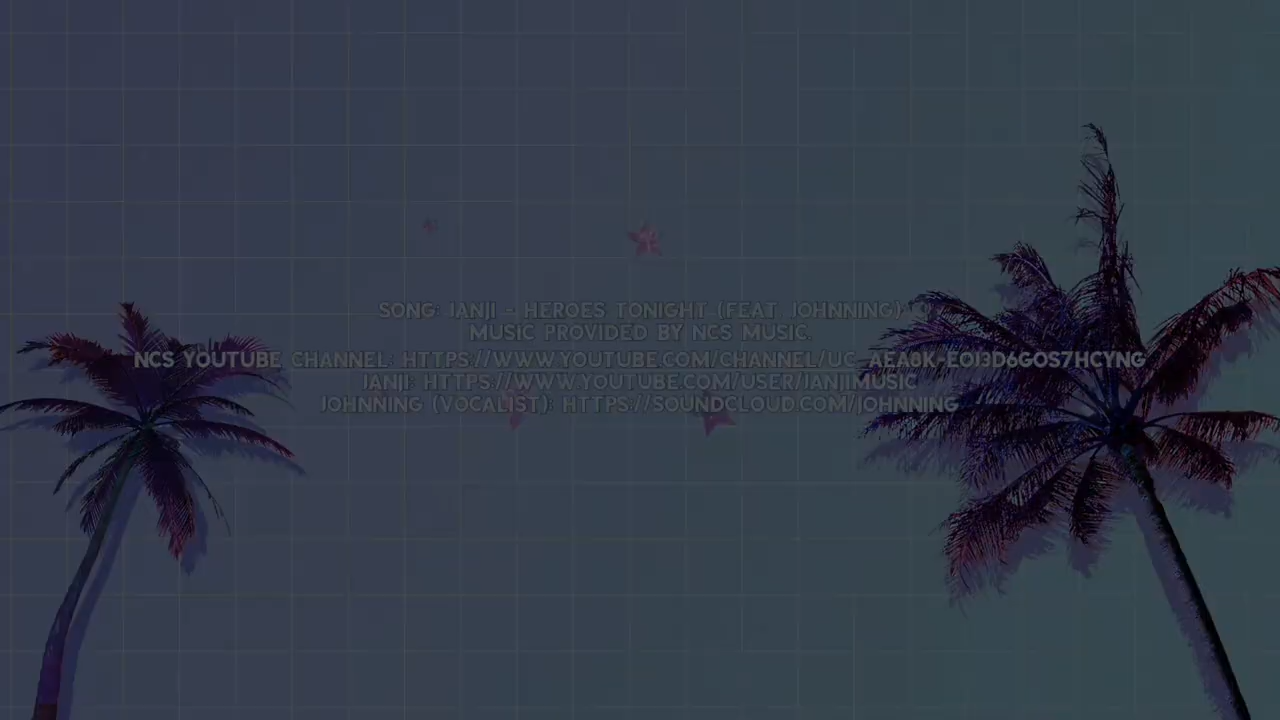 SONG: JANJI - HEROES TONIGHT (FEAT JOHNNING)
MUSIC PROVIDED BY NCS MUSIC.
NCS YOUTUBE CHANNEL: HTTPS://WWW.YOUTUBE.COM/CHANNEL/UC_AEA8K-EOJ3D6GOS7HCYNG
JANJI: HTTPS://WWW.YOUTUBE.COM/USER/JANJIMUSIC
JOHNNING (VOCALIST): HTTPS://SOUNDCLOUD.COM/JOHNNING